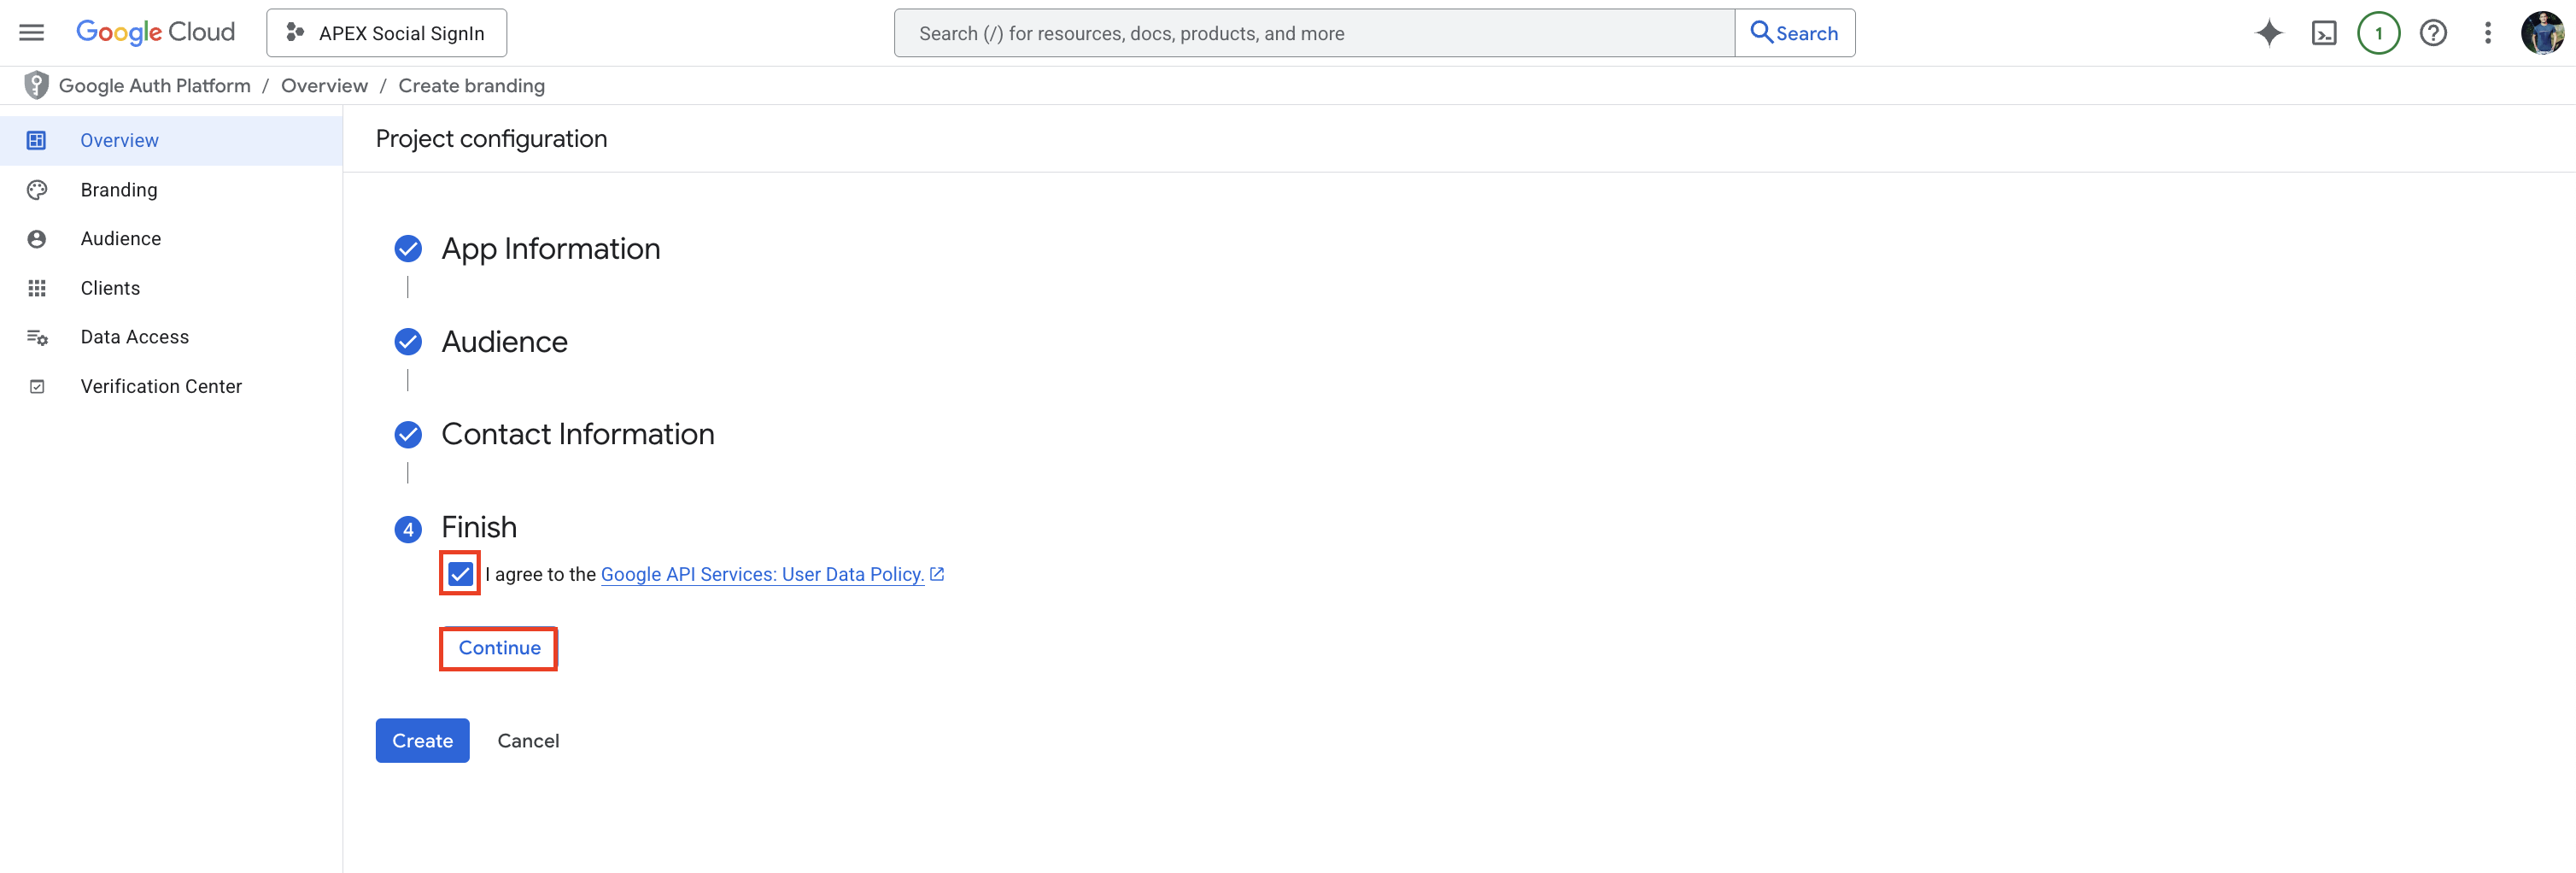 Google Cloud
APEX Social SignIn
Search (/) for resources, docs, products, and more
Search
1
Google Auth Platform / Overview / Create branding
Overview
Branding
Audience
Clients
Data Access
Verification Center
Project configuration
App Information
Audience
Contact Information
4 Finish
I agree to the Google API Services: User Data Policy.
Continue
Create
Cancel